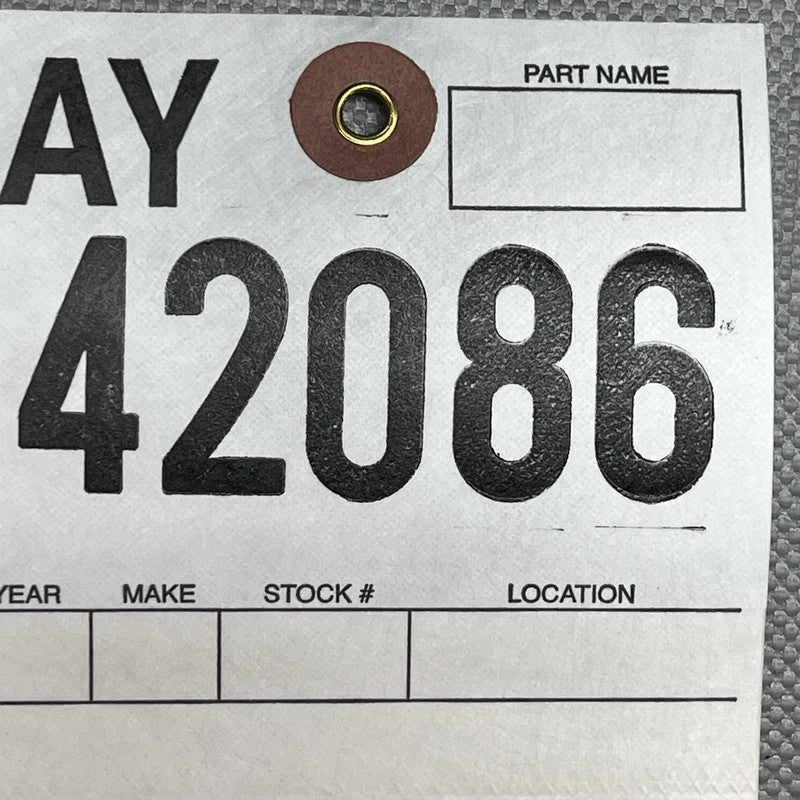 AY
PART NAME
42086
YEAR MAKE STOCK # LOCATION